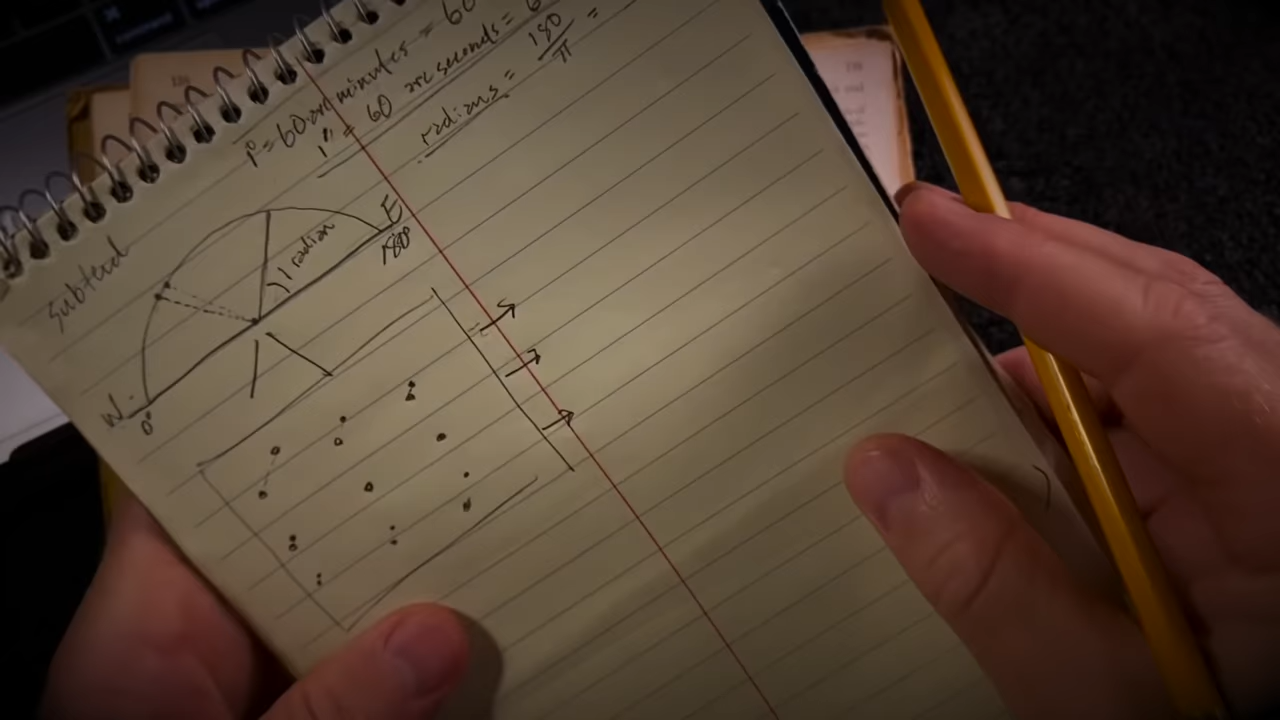 1° = 60 arc minutes = 60
1' = 60 arc seconds = 6
radians = 180/π =
subtend
E
180°
1 radian
W
0°